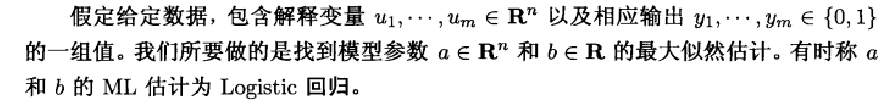 假定给定数据，包含解释变量 u₁, ⋯, uₘ ∈ Rⁿ 以及相应输出 y₁, ⋯, yₘ ∈ {0, 1}
的一组值。我们所要做的是找到模型参数 a ∈ Rⁿ 和 b ∈ R 的最大似然估计。有时称 a
和 b 的 ML 估计为 Logistic 回归。